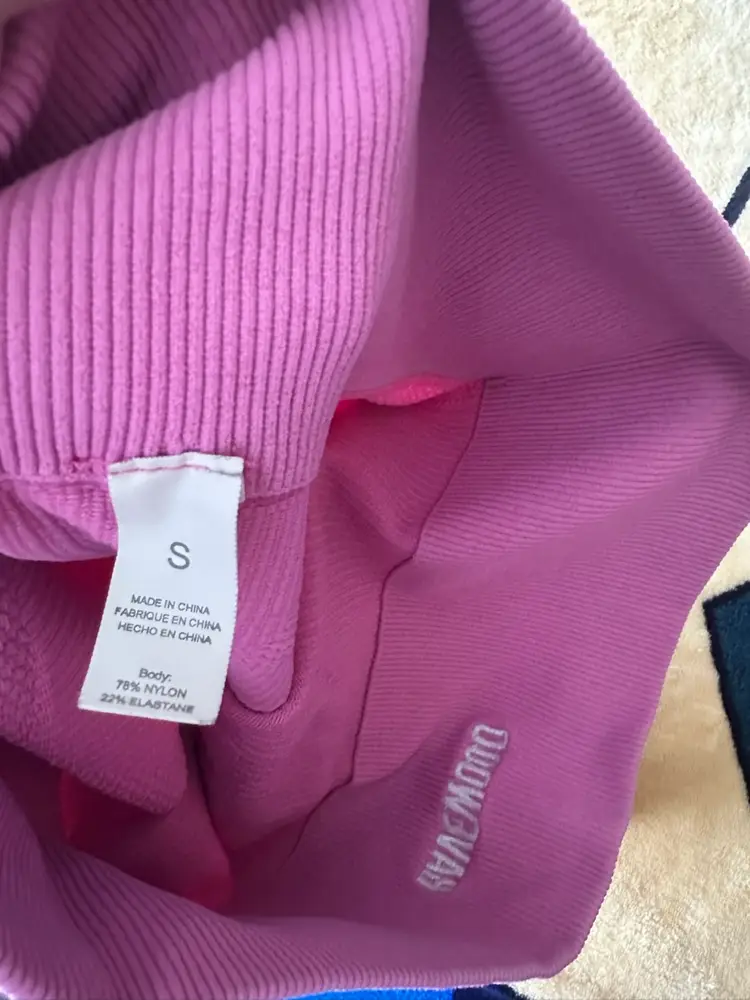 S
MADE IN CHINA
FABRIQUE EN CHINA
HECHO EN CHINA
Body:
78% NYLON
22% ELASTANE